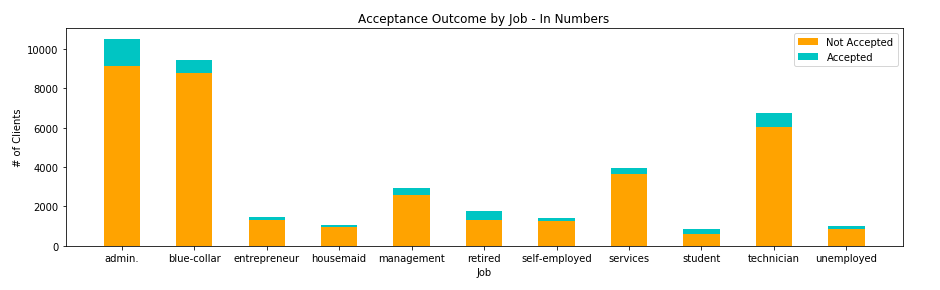 Acceptance Outcome by Job - In Numbers
Not Accepted
Accepted
# of Clients
10000
8000
6000
4000
2000
0
admin. blue-collar entrepreneur housemaid management retired self-employed services student technician unemployed
Job